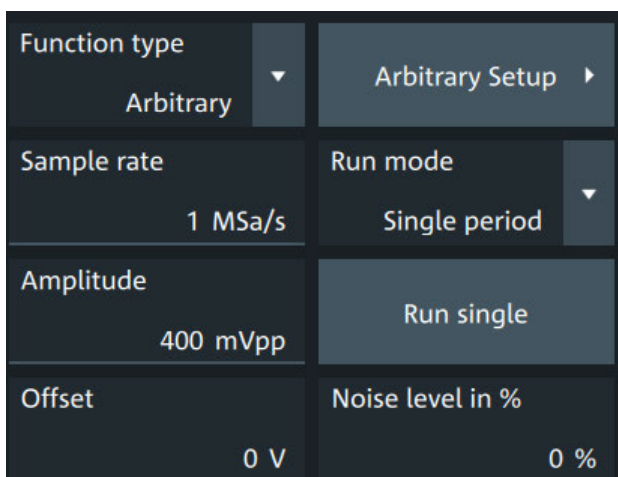 Function type
Arbitrary
Arbitrary Setup
Sample rate
1 MSa/s
Run mode
Single period
Amplitude
400 mVpp
Run single
Offset
0 V
Noise level in %
0 %